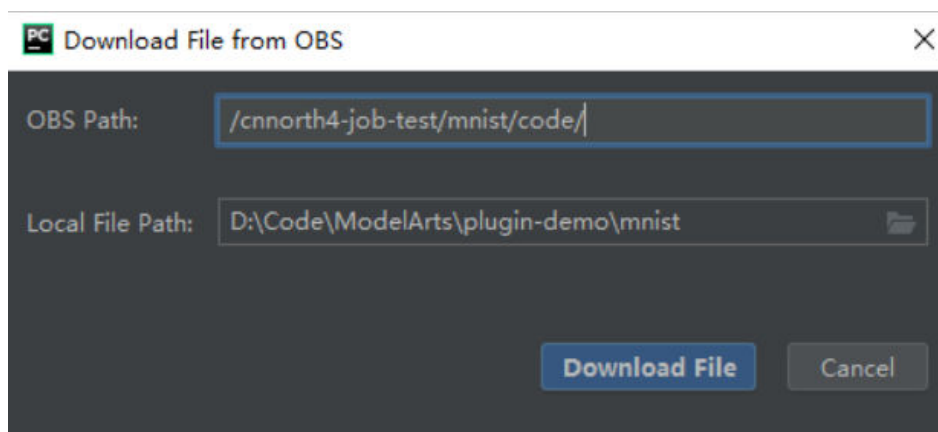 PC Download File from OBS
OBS Path: /cnnorth4-job-test/mnist/code/
Local File Path: D:\Code\ModelArts\plugin-demo\mnist
Download File Cancel